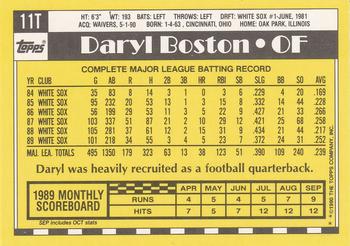 11T
Topps
HT: 6'3" WT: 193 BATS: LEFT THROWS: LEFT DRFT: WHITE SOX #1-JUNE, 1981
ACQ: WAIVERS, 5-1-90 BORN: 1-4-63, CINCINNATI, OHIO HOME: OAK PARK, ILLINOIS
Daryl Boston • OF
COMPLETE MAJOR LEAGUE BATTING RECORD
YR CLUB G AB R H 2B 3B HR RBI SB SLG BB SO AVG
84 WHITE SOX 35 83 8 14 3 1 0 3 6 .229 4 20 .169
85 WHITE SOX 95 232 20 53 13 1 3 15 8 .332 14 44 .228
86 WHITE SOX 56 199 29 53 11 3 5 22 9 .427 21 33 .266
87 WHITE SOX 103 337 51 87 21 2 10 29 12 .421 25 68 .258
88 WHITE SOX 105 281 37 61 12 2 15 31 9 .434 21 44 .217
89 WHITE SOX 101 218 34 55 3 4 5 23 7 .372 24 31 .252
MAJ. LEA. TOTALS 495 1350 179 323 63 13 38 123 51 .390 109 240 .239
Daryl was heavily recruited as a football quarterback.
1989 MONTHLY SCOREBOARD
APR MAY JUN JUL AUG SEP
RUNS 4 5 4 5 7 9
HITS 7 12 5 7 12 12
SEP includes OCT stats
©1990 THE TOPPS COMPANY, INC.